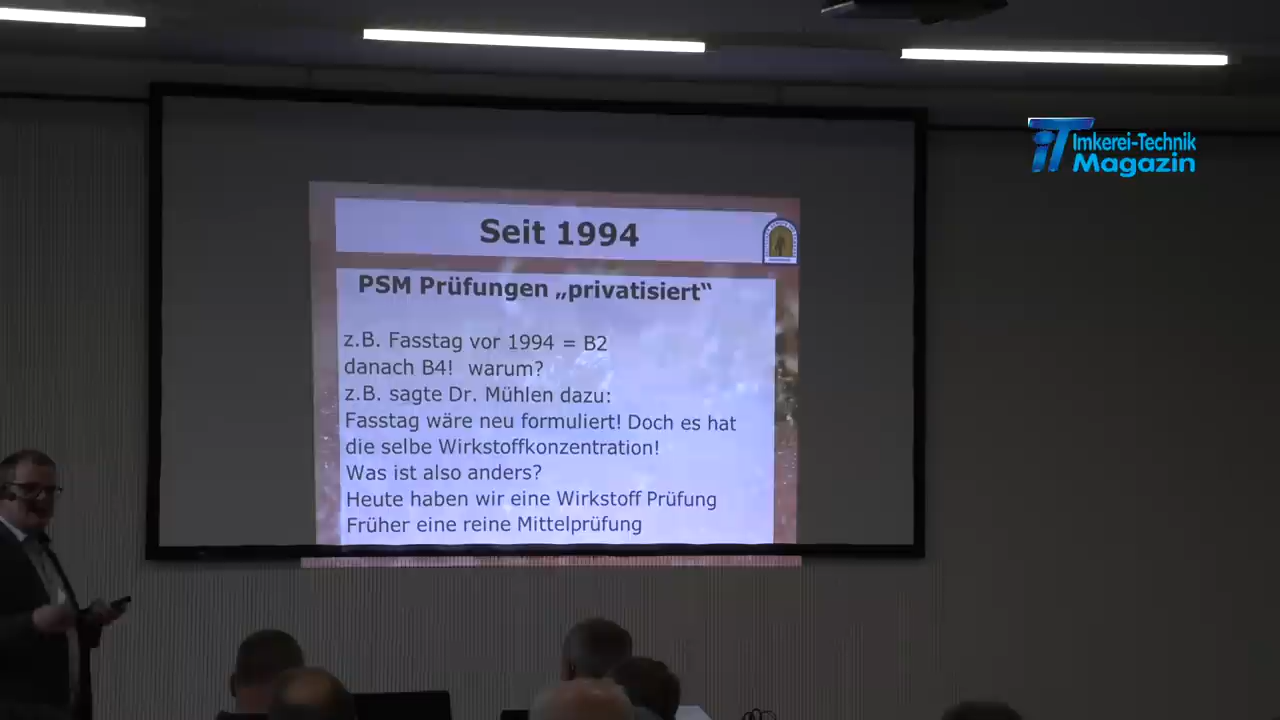 iT Imkerei-Technik
Magazin
Seit 1994
PSM Prüfungen „privatisiert“
z.B. Fasstag vor 1994 = B2
danach B4! warum?
z.B. sagte Dr. Mühlen dazu:
Fasstag wäre neu formuliert! Doch es hat
die selbe Wirkstoffkonzentration!
Was ist also anders?
Heute haben wir eine Wirkstoff Prüfung
Früher eine reine Mittelprüfung